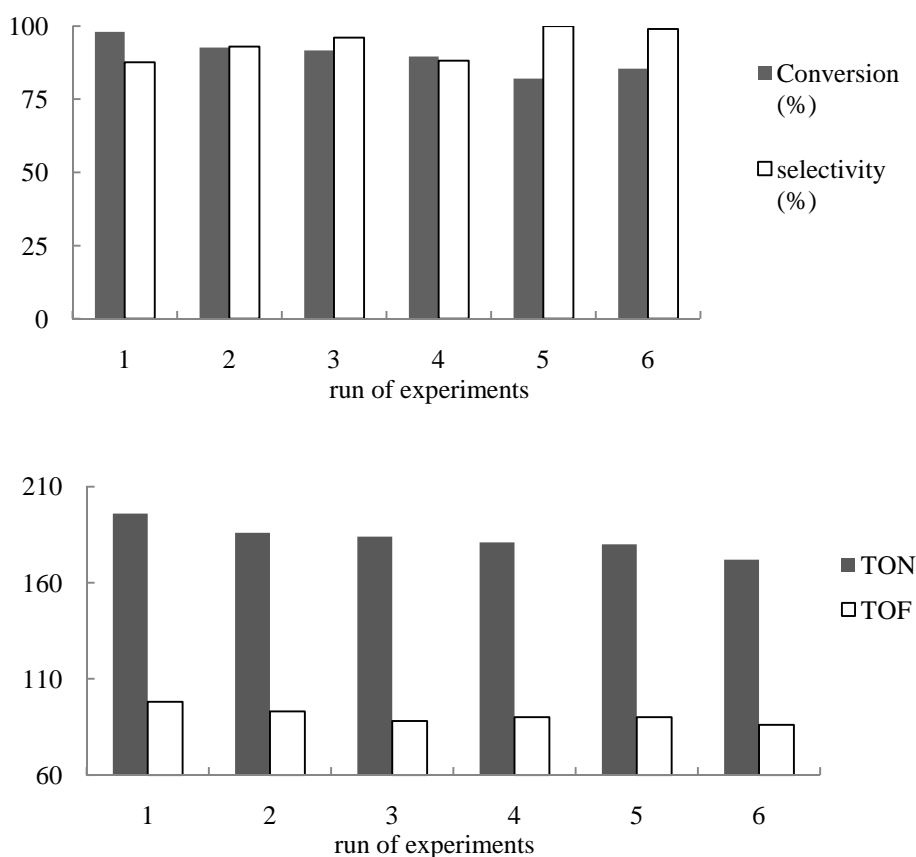 100
75
50
25
0
1 2 3 4 5 6
run of experiments
Conversion
(%)
selectivity
(%)
210
160
110
60
1 2 3 4 5 6
run of experiments
TON
TOF